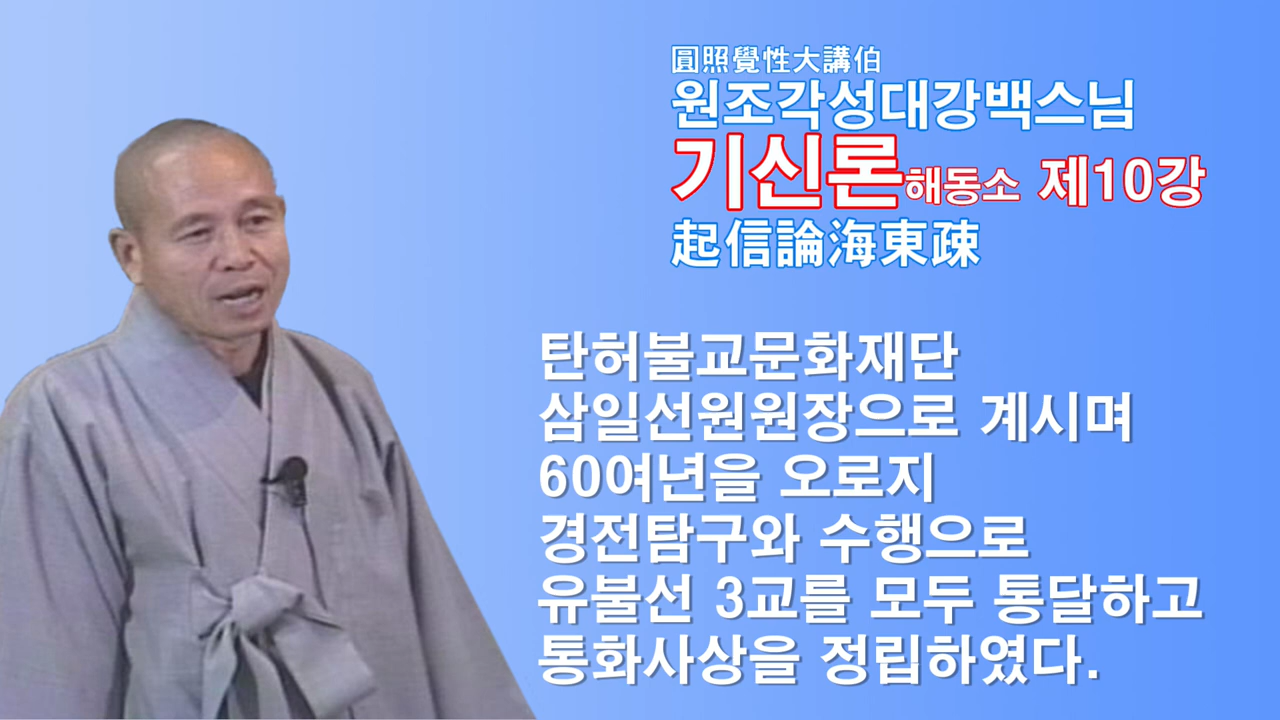 圓照覺性大講伯
원조각성대강백스님
기신론해동소 제10강
起信論海東疎
탄허불교문화재단
삼일선원원장으로 계시며
60여년을 오로지
경전탐구와 수행으로
유불선 3교를 모두 통달하고
통화사상을 정립하였다.